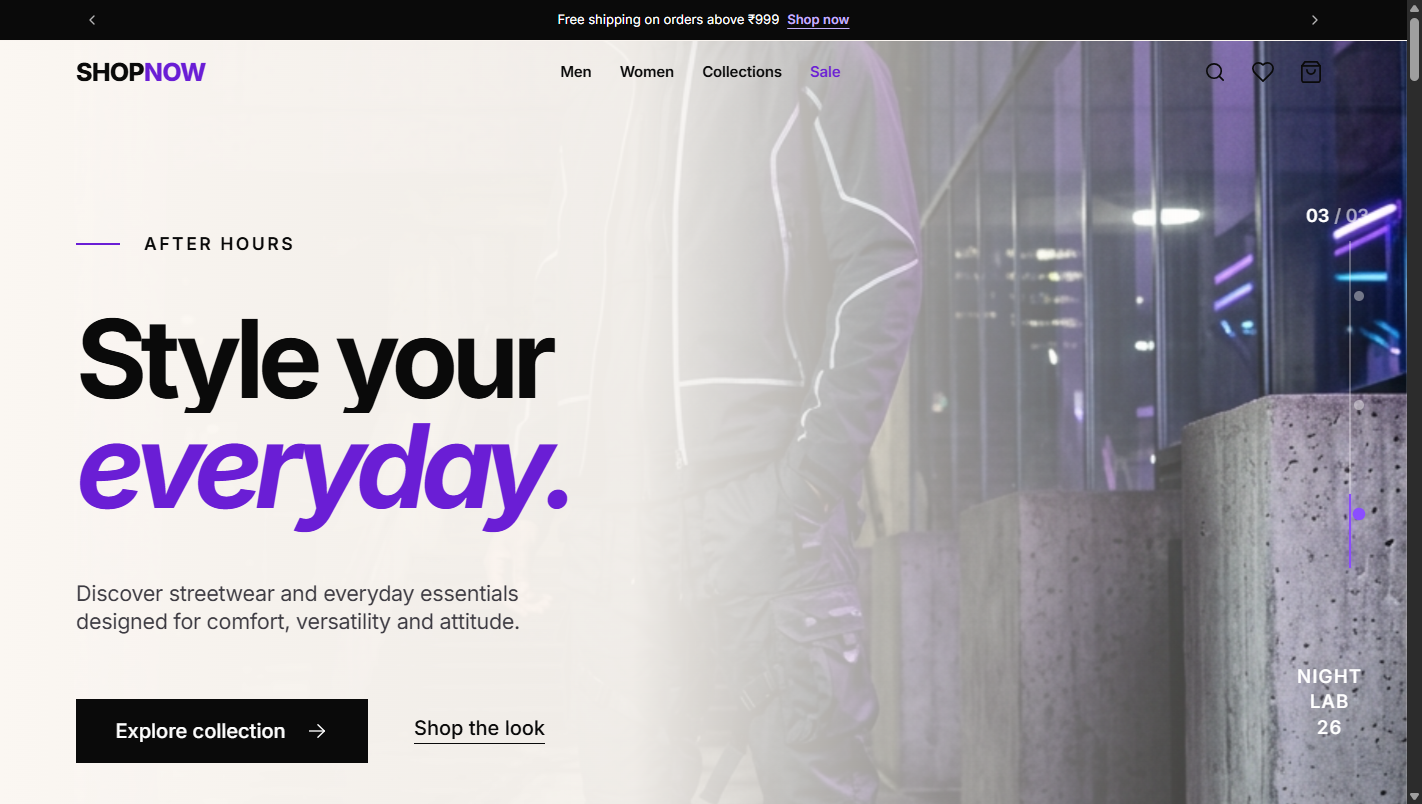 Free shipping on orders above ₹999 Shop now
SHOPNOW
Men Women Collections Sale
03 / 03
AFTER HOURS
Style your
everyday.
Discover streetwear and everyday essentials
designed for comfort, versatility and attitude.
Explore collection
Shop the look
NIGHT
LAB
26